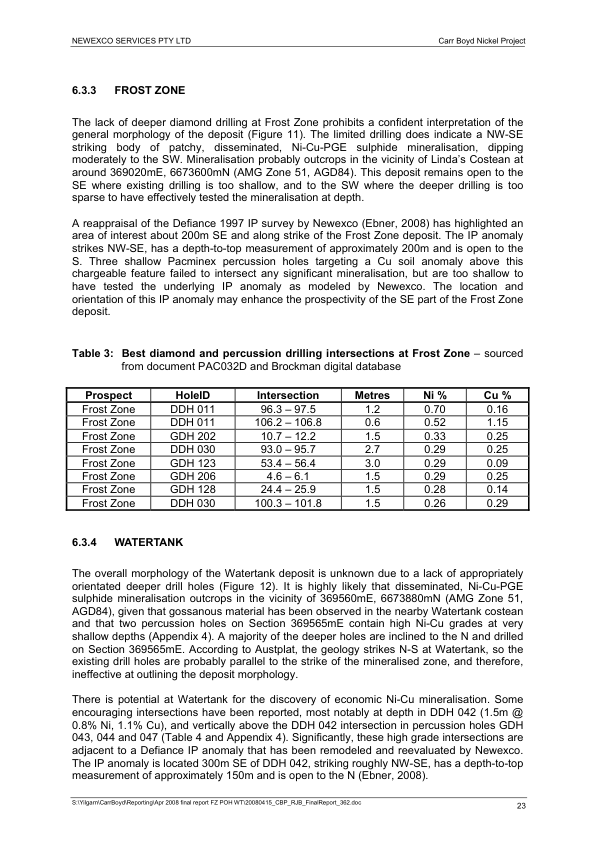 NEWEXCO SERVICES PTY LTD Carr Boyd Nickel Project
6.3.3 FROST ZONE
The lack of deeper diamond drilling at Frost Zone prohibits a confident interpretation of the
general morphology of the deposit (Figure 11). The limited drilling does indicate a NW-SE
striking body of patchy, disseminated, Ni-Cu-PGE sulphide mineralisation, dipping
moderately to the SW. Mineralisation probably outcrops in the vicinity of Linda's Costean at
around 369020mE, 6673600mN (AMG Zone 51, AGD84). This deposit remains open to the
SE where existing drilling is too shallow, and to the SW where the deeper drilling is too
sparse to have effectively tested the mineralisation at depth.
A reappraisal of the Defiance 1997 IP survey by Newexco (Ebner, 2008) has highlighted an
area of interest about 200m SE and along strike of the Frost Zone deposit. The IP anomaly
strikes NW-SE, has a depth-to-top measurement of approximately 200m and is open to the
S. Three shallow Pacminex percussion holes targeting a Cu soil anomaly above this
chargeable feature failed to intersect any significant mineralisation, but are too shallow to
have tested the underlying IP anomaly as modeled by Newexco. The location and
orientation of this IP anomaly may enhance the prospectivity of the SE part of the Frost Zone
deposit.
Table 3: Best diamond and percussion drilling intersections at Frost Zone – sourced
from document PAC032D and Brockman digital database
Prospect HoleID Intersection Metres Ni % Cu %
Frost Zone DDH 011 96.3 – 97.5 1.2 0.70 0.16
Frost Zone DDH 011 106.2 – 106.8 0.6 0.52 1.15
Frost Zone GDH 202 10.7 – 12.2 1.5 0.33 0.25
Frost Zone DDH 030 93.0 – 95.7 2.7 0.29 0.25
Frost Zone GDH 123 53.4 – 56.4 3.0 0.29 0.09
Frost Zone GDH 206 4.6 – 6.1 1.5 0.29 0.25
Frost Zone GDH 128 24.4 – 25.9 1.5 0.28 0.14
Frost Zone DDH 030 100.3 – 101.8 1.5 0.26 0.29
6.3.4 WATERTANK
The overall morphology of the Watertank deposit is unknown due to a lack of appropriately
orientated deeper drill holes (Figure 12). It is highly likely that disseminated, Ni-Cu-PGE
sulphide mineralisation outcrops in the vicinity of 369560mE, 6673880mN (AMG Zone 51,
AGD84), given that gossanous material has been observed in the nearby Watertank costean
and that two percussion holes on Section 369565mE contain high Ni-Cu grades at very
shallow depths (Appendix 4). A majority of the deeper holes are inclined to the N and drilled
on Section 369565mE. According to Austplat, the geology strikes N-S at Watertank, so the
existing drill holes are probably parallel to the strike of the mineralised zone, and therefore,
ineffective at outlining the deposit morphology.
There is potential at Watertank for the discovery of economic Ni-Cu mineralisation. Some
encouraging intersections have been reported, most notably at depth in DDH 042 (1.5m @
0.8% Ni, 1.1% Cu), and vertically above the DDH 042 intersection in percussion holes GDH
043, 044 and 047 (Table 4 and Appendix 4). Significantly, these high grade intersections are
adjacent to a Defiance IP anomaly that has been remodeled and reevaluated by Newexco.
The IP anomaly is located 300m SE of DDH 042, striking roughly NW-SE, has a depth-to-top
measurement of approximately 150m and is open to the N (Ebner, 2008).
S:\Yilgarn\CarrBoyd\Reporting\Apr 2008 final report FZ POH WT\20080415_CBP_RJB_FinalReport_362.doc
23